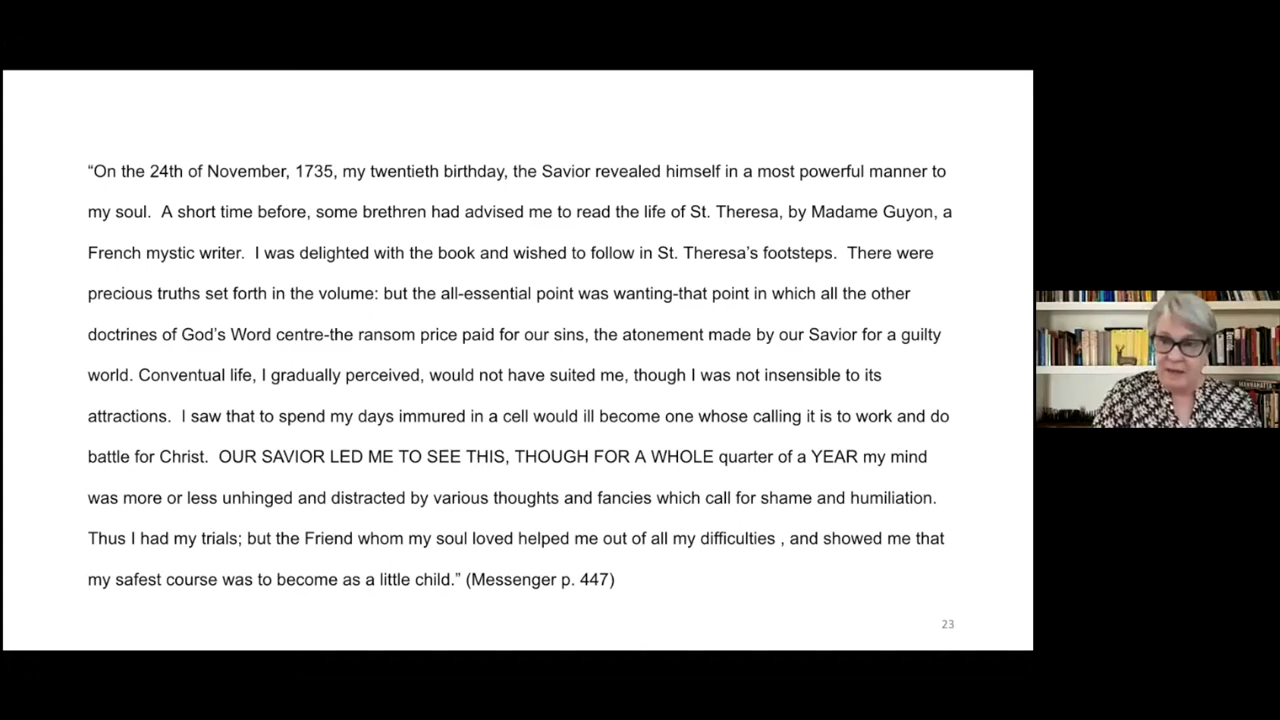 “On the 24th of November, 1735, my twentieth birthday, the Savior revealed himself in a most powerful manner to
my soul.  A short time before, some brethren had advised me to read the life of St. Theresa, by Madame Guyon, a
French mystic writer.  I was delighted with the book and wished to follow in St. Theresa’s footsteps.  There were
precious truths set forth in the volume: but the all-essential point was wanting-that point in which all the other
doctrines of God’s Word centre-the ransom price paid for our sins, the atonement made by our Savior for a guilty
world. Conventual life, I gradually perceived, would not have suited me, though I was not insensible to its
attractions.  I saw that to spend my days immured in a cell would ill become one whose calling it is to work and do
battle for Christ.  OUR SAVIOR LED ME TO SEE THIS, THOUGH FOR A WHOLE quarter of a YEAR my mind
was more or less unhinged and distracted by various thoughts and fancies which call for shame and humiliation.
Thus I had my trials; but the Friend whom my soul loved helped me out of all my difficulties , and showed me that
my safest course was to become as a little child.” (Messenger p. 447)
23